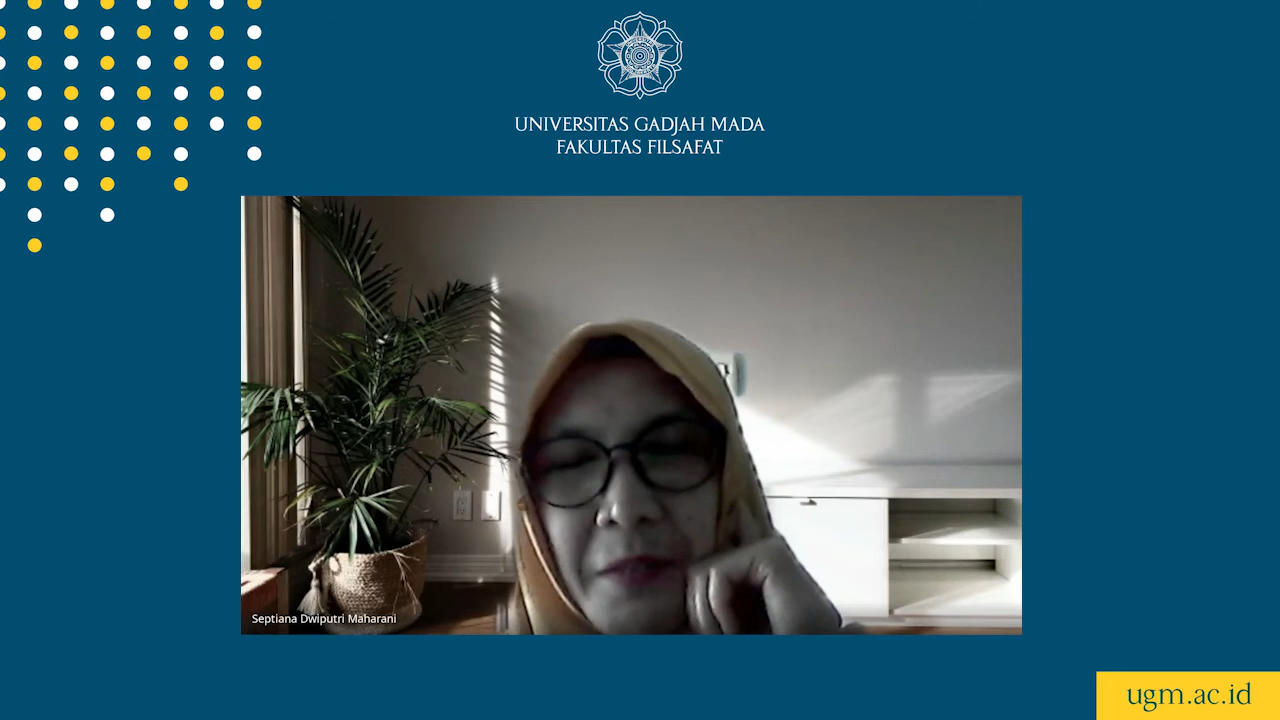 UNIVERSITAS GADJAH MADA
FAKULTAS FILSAFAT
Septiana Dwiputri Maharani
ugm.ac.id